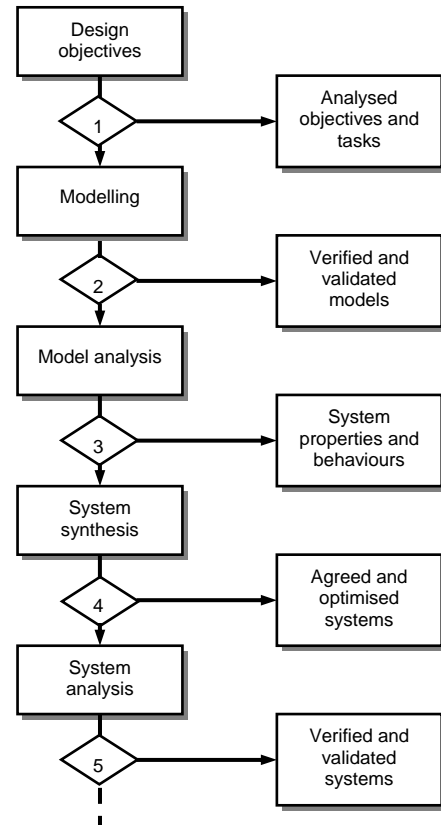 Design
objectives
1
Analysed
objectives and
tasks
Modelling
2
Verified and
validated
models
Model analysis
3
System
properties and
behaviours
System
synthesis
4
Agreed and
optimised
systems
System
analysis
5
Verified and
validated
systems